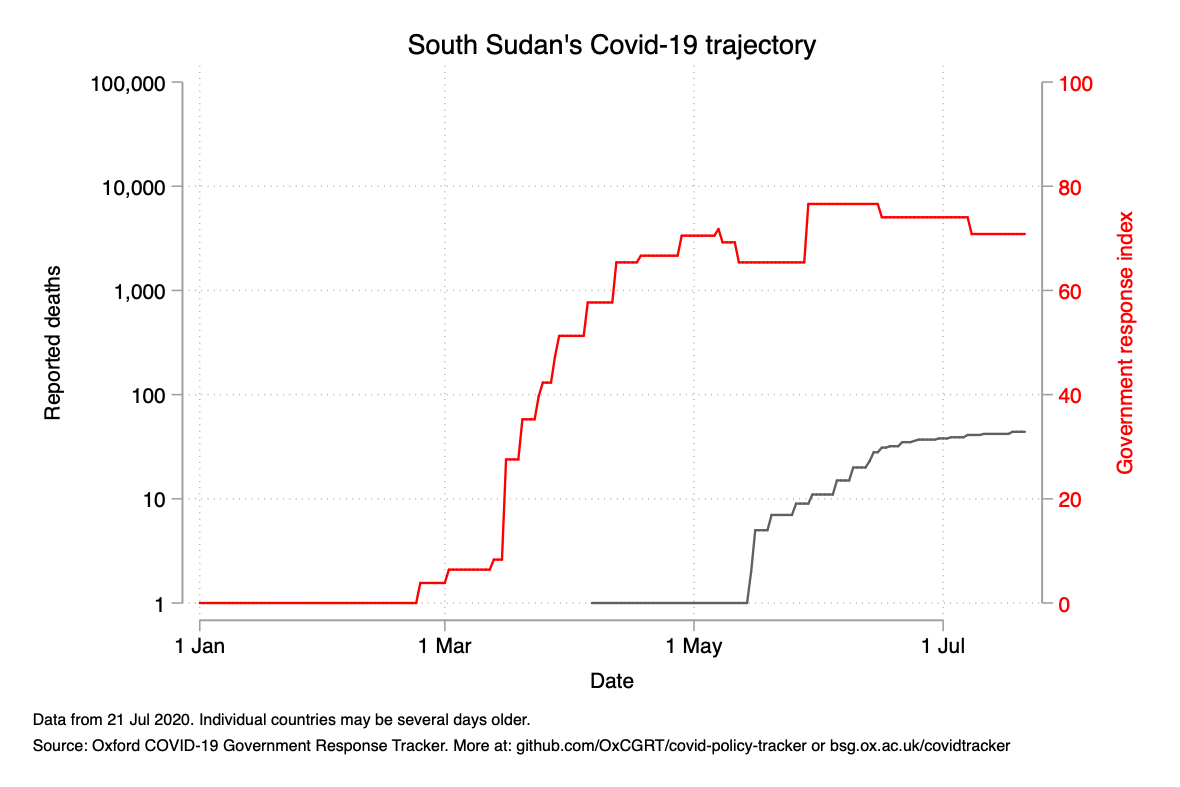 South Sudan's Covid-19 trajectory
100,000
10,000
1,000
100
10
1
Reported deaths
100
80
60
40
20
0
Government response index
1 Jan
1 Mar
1 May
1 Jul
Date
Data from 21 Jul 2020. Individual countries may be several days older.
Source: Oxford COVID-19 Government Response Tracker. More at: github.com/OxCGRT/covid-policy-tracker or bsg.ox.ac.uk/covidtracker